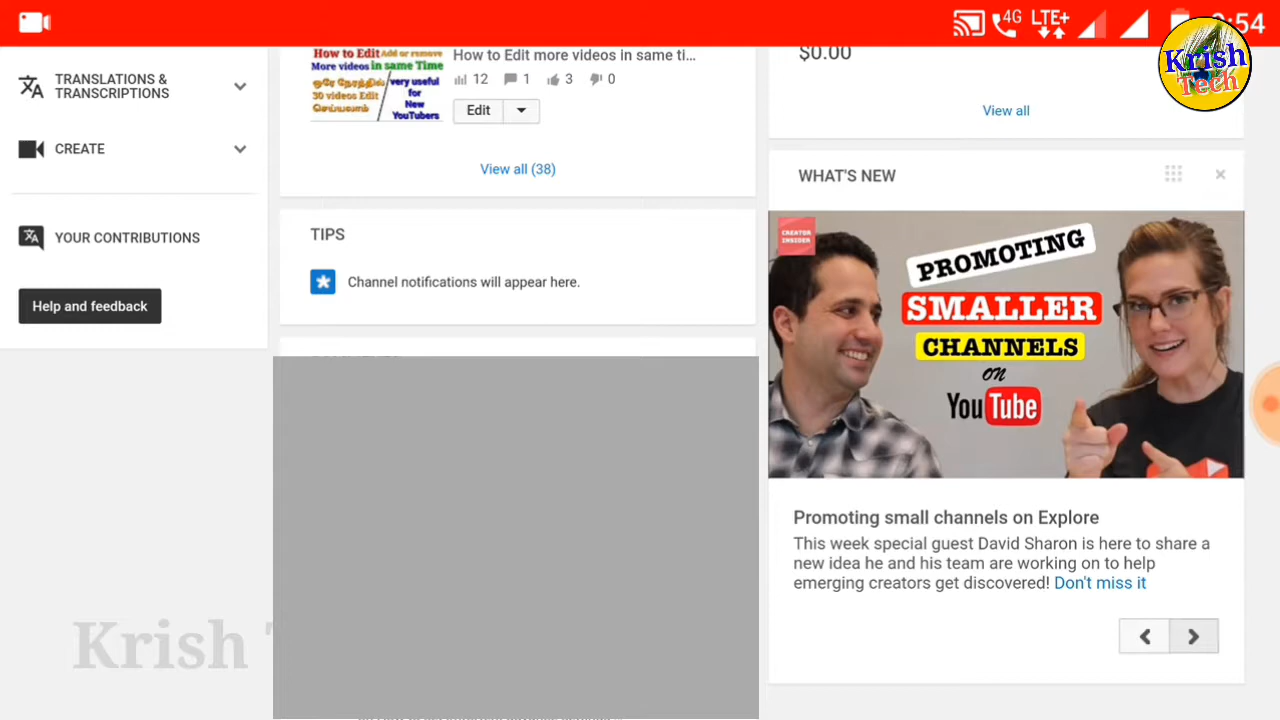 4G LTE+ :54
Krish
Tech
TRANSLATIONS &
TRANSCRIPTIONS
CREATE
YOUR CONTRIBUTIONS
Help and feedback
How to Edit Add or remove
More videos in same Time
ஒரே நேரத்தில்
30 videos Edit
செய்யலாம்
very useful
for
New
YouTubers
How to Edit more videos in same ti...
12 1 3 0
Edit
View all (38)
TIPS
Channel notifications will appear here.
$0.00
View all
WHAT'S NEW
CREATOR
INSIDER
PROMOTING
SMALLER
CHANNELS
ON
YouTube
Promoting small channels on Explore
This week special guest David Sharon is here to share a
new idea he and his team are working on to help
emerging creators get discovered! Don't miss it
Krish